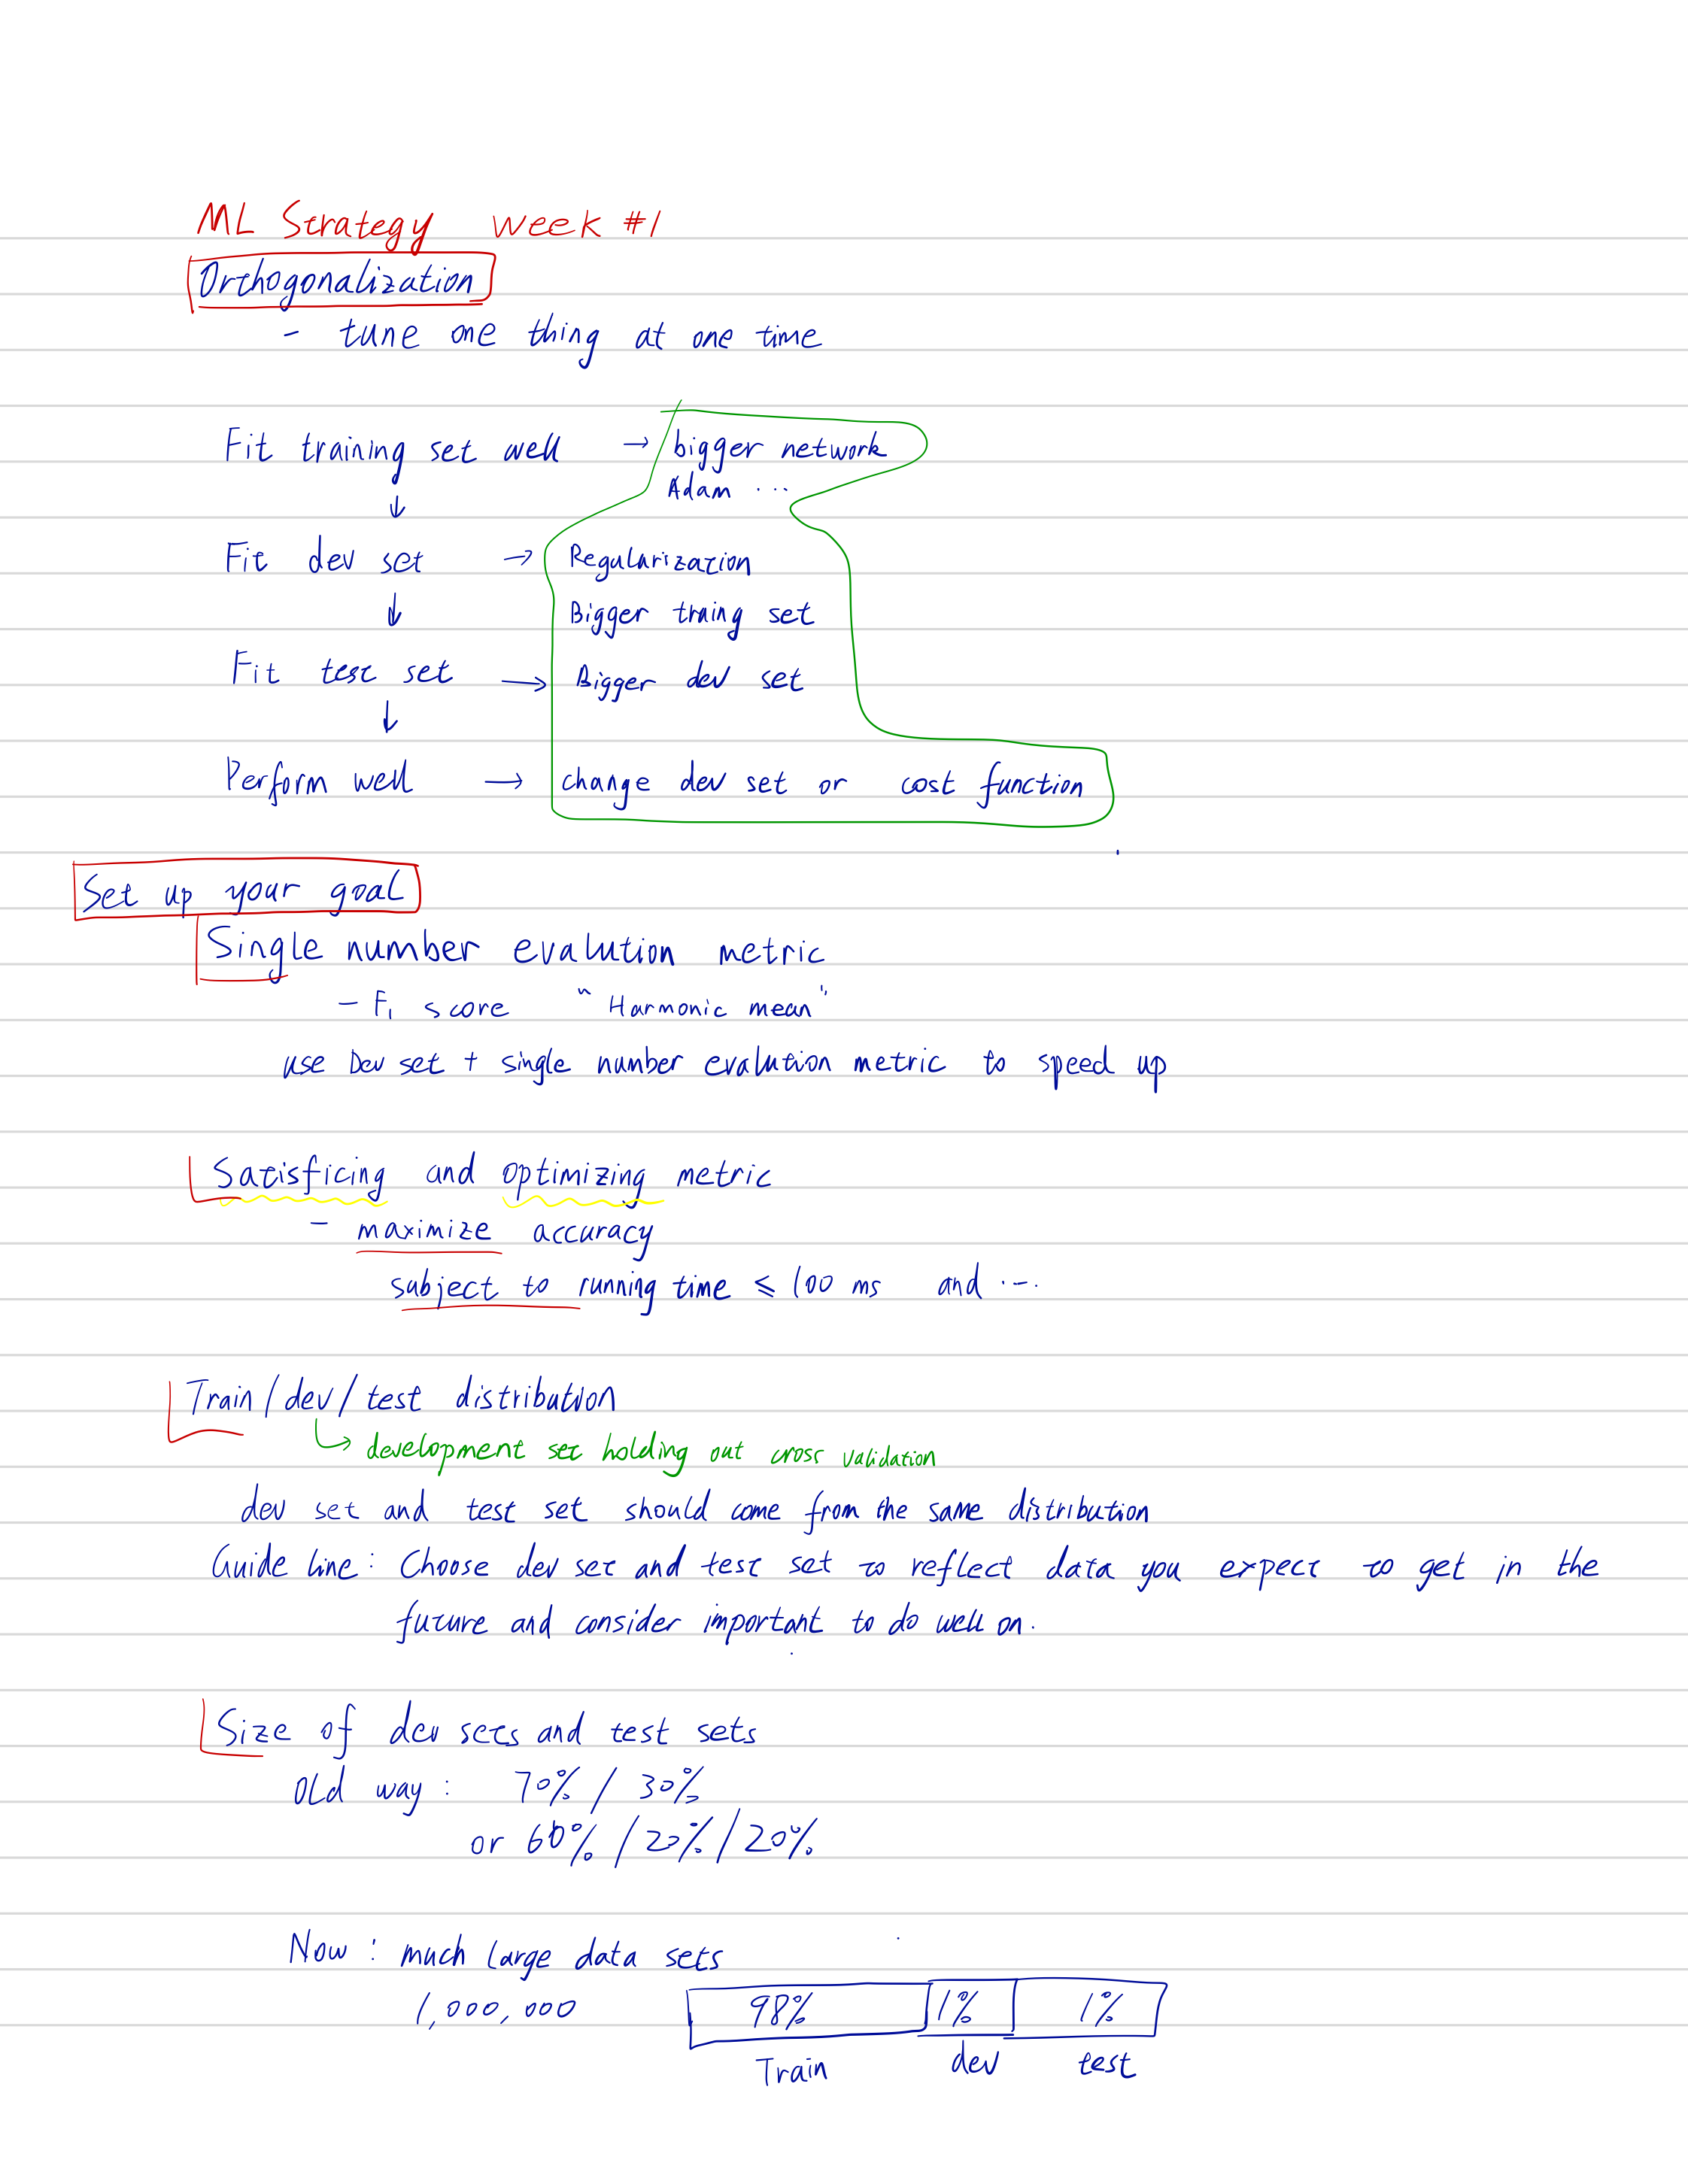 ML Strategy Week #1
Orthogonalization
- tune one thing at one time
Fit training set well → bigger network
Adam ...
↓
Fit dev set → Regularization
↓ Bigger traing set
Fit test set → Bigger dev set
↓
Perform well → change dev set or cost function
Set up your goal
Single number evalution metric
- F₁ score "Harmonic mean"
use Dev set + single number evalution metric to speed up
Satisficing and optimizing metric
- maximize accuracy
subject to running time ≤ 100 ms and ...
Train/dev/test distribution
↳ development set holding out cross validation
dev set and test set should come from the same distribution
Guide line: Choose dev set and test set to reflect data you expect to get in the
future and consider important to do well on.
Size of dev sets and test sets
Old way: 70% / 30%
or 60% / 20% / 20%
Now: much large data sets
1,000,000 98% 1% 1%
Train dev test